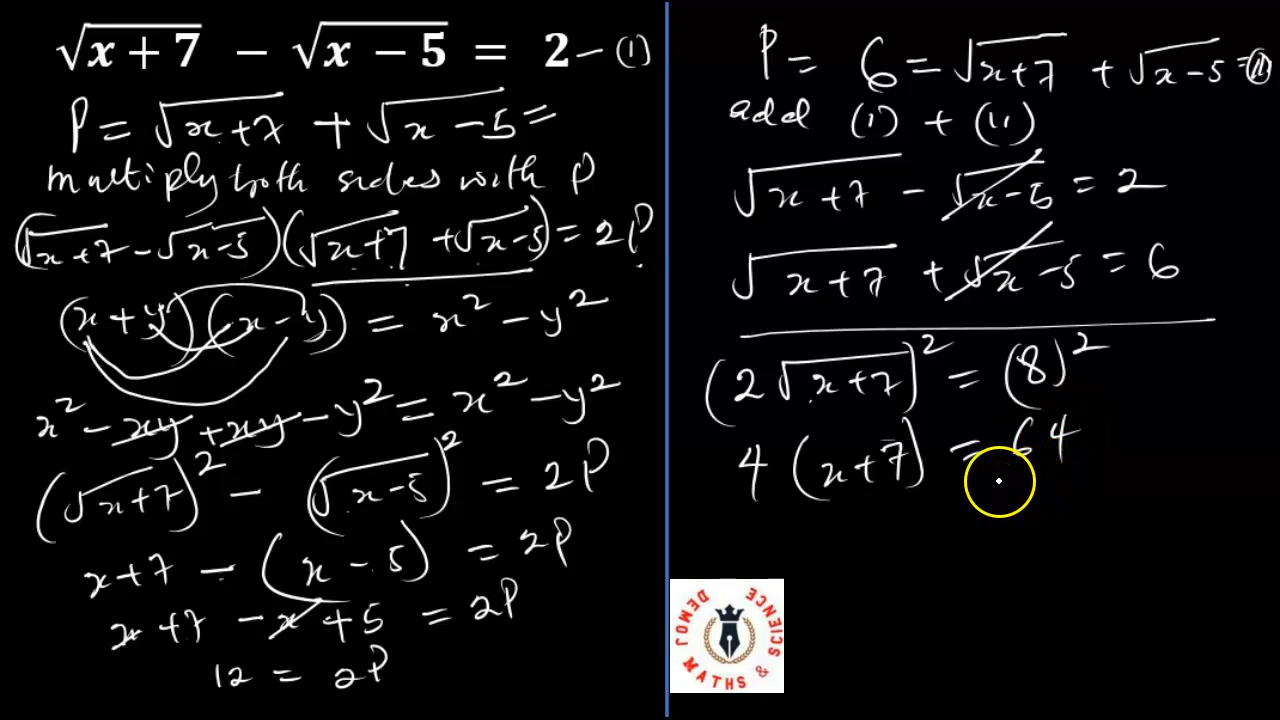 √x+7 − √x − 5 = 2 – (1)
P = √x+7 + √x – 5 =
multiply both sides with P
(√x+7 – √x–5)(√x+7 + √x–5) = 2P
(x+y)(x–y) = x² – y²
x² – xy + xy – y² = x² – y²
(√x+7)² – (√x–5)² = 2P
x+7 – (x – 5) = 2P
x+7 – x + 5 = 2P
12 = 2P
P = 6 = √x+7 + √x–5 – (11)
add (1) + (11)
√x+7 – √x–5 = 2
√x+7 + √x–5 = 6
(2√x+7)² = (8)²
4(x+7) = 64
DEMOJ MATHS & SCIENCE